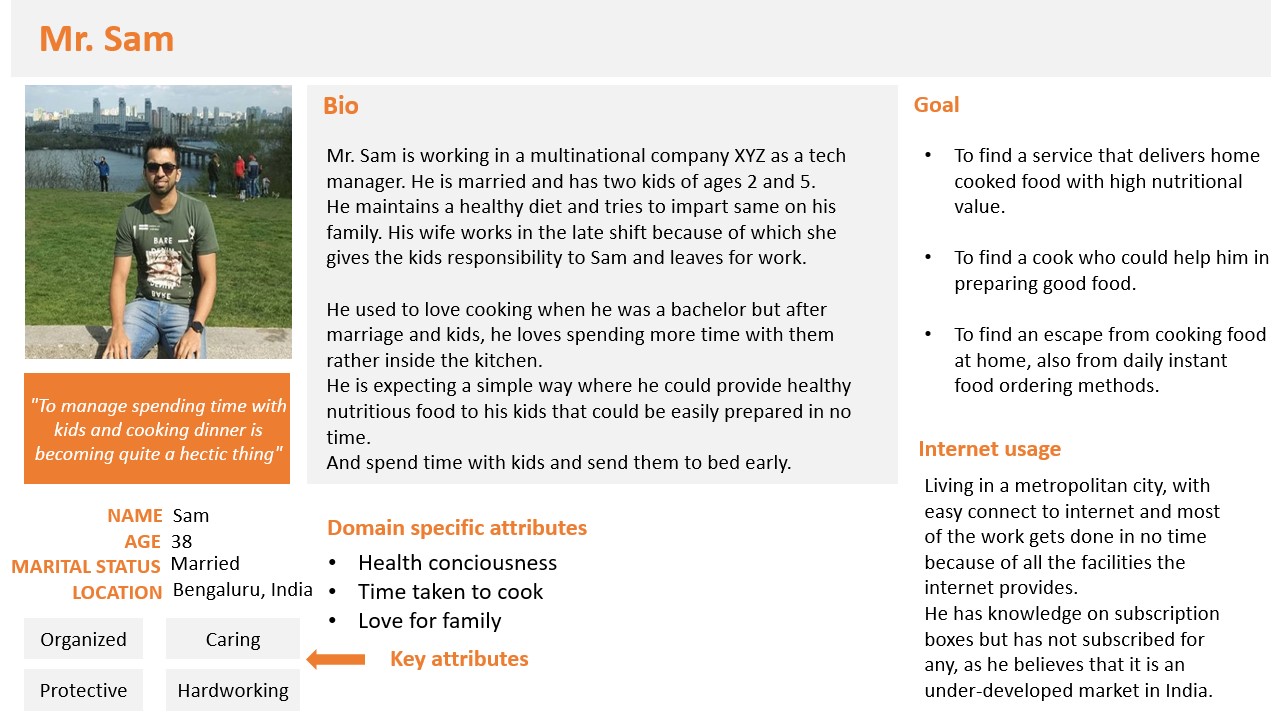 Mr. Sam
Bio
Mr. Sam is working in a multinational company XYZ as a tech
manager. He is married and has two kids of ages 2 and 5.
He maintains a healthy diet and tries to impart same on his
family. His wife works in the late shift because of which she
gives the kids responsibility to Sam and leaves for work.
He used to love cooking when he was a bachelor but after
marriage and kids, he loves spending more time with them
rather inside the kitchen.
He is expecting a simple way where he could provide healthy
nutritious food to his kids that could be easily prepared in no
time.
And spend time with kids and send them to bed early.
Goal
• To find a service that delivers home
cooked food with high nutritional
value.
• To find a cook who could help him in
preparing good food.
• To find an escape from cooking food
at home, also from daily instant
food ordering methods.
BARE
"To manage spending time with
kids and cooking dinner is
becoming quite a hectic thing"
NAME Sam
AGE 38
MARITAL STATUS Married
LOCATION Bengaluru, India
Organized
Caring
Protective
Hardworking
Domain specific attributes
• Health conciousness
• Time taken to cook
• Love for family
Key attributes
Internet usage
Living in a metropolitan city, with
easy connect to internet and most
of the work gets done in no time
because of all the facilities the
internet provides.
He has knowledge on subscription
boxes but has not subscribed for
any, as he believes that it is an
under-developed market in India.